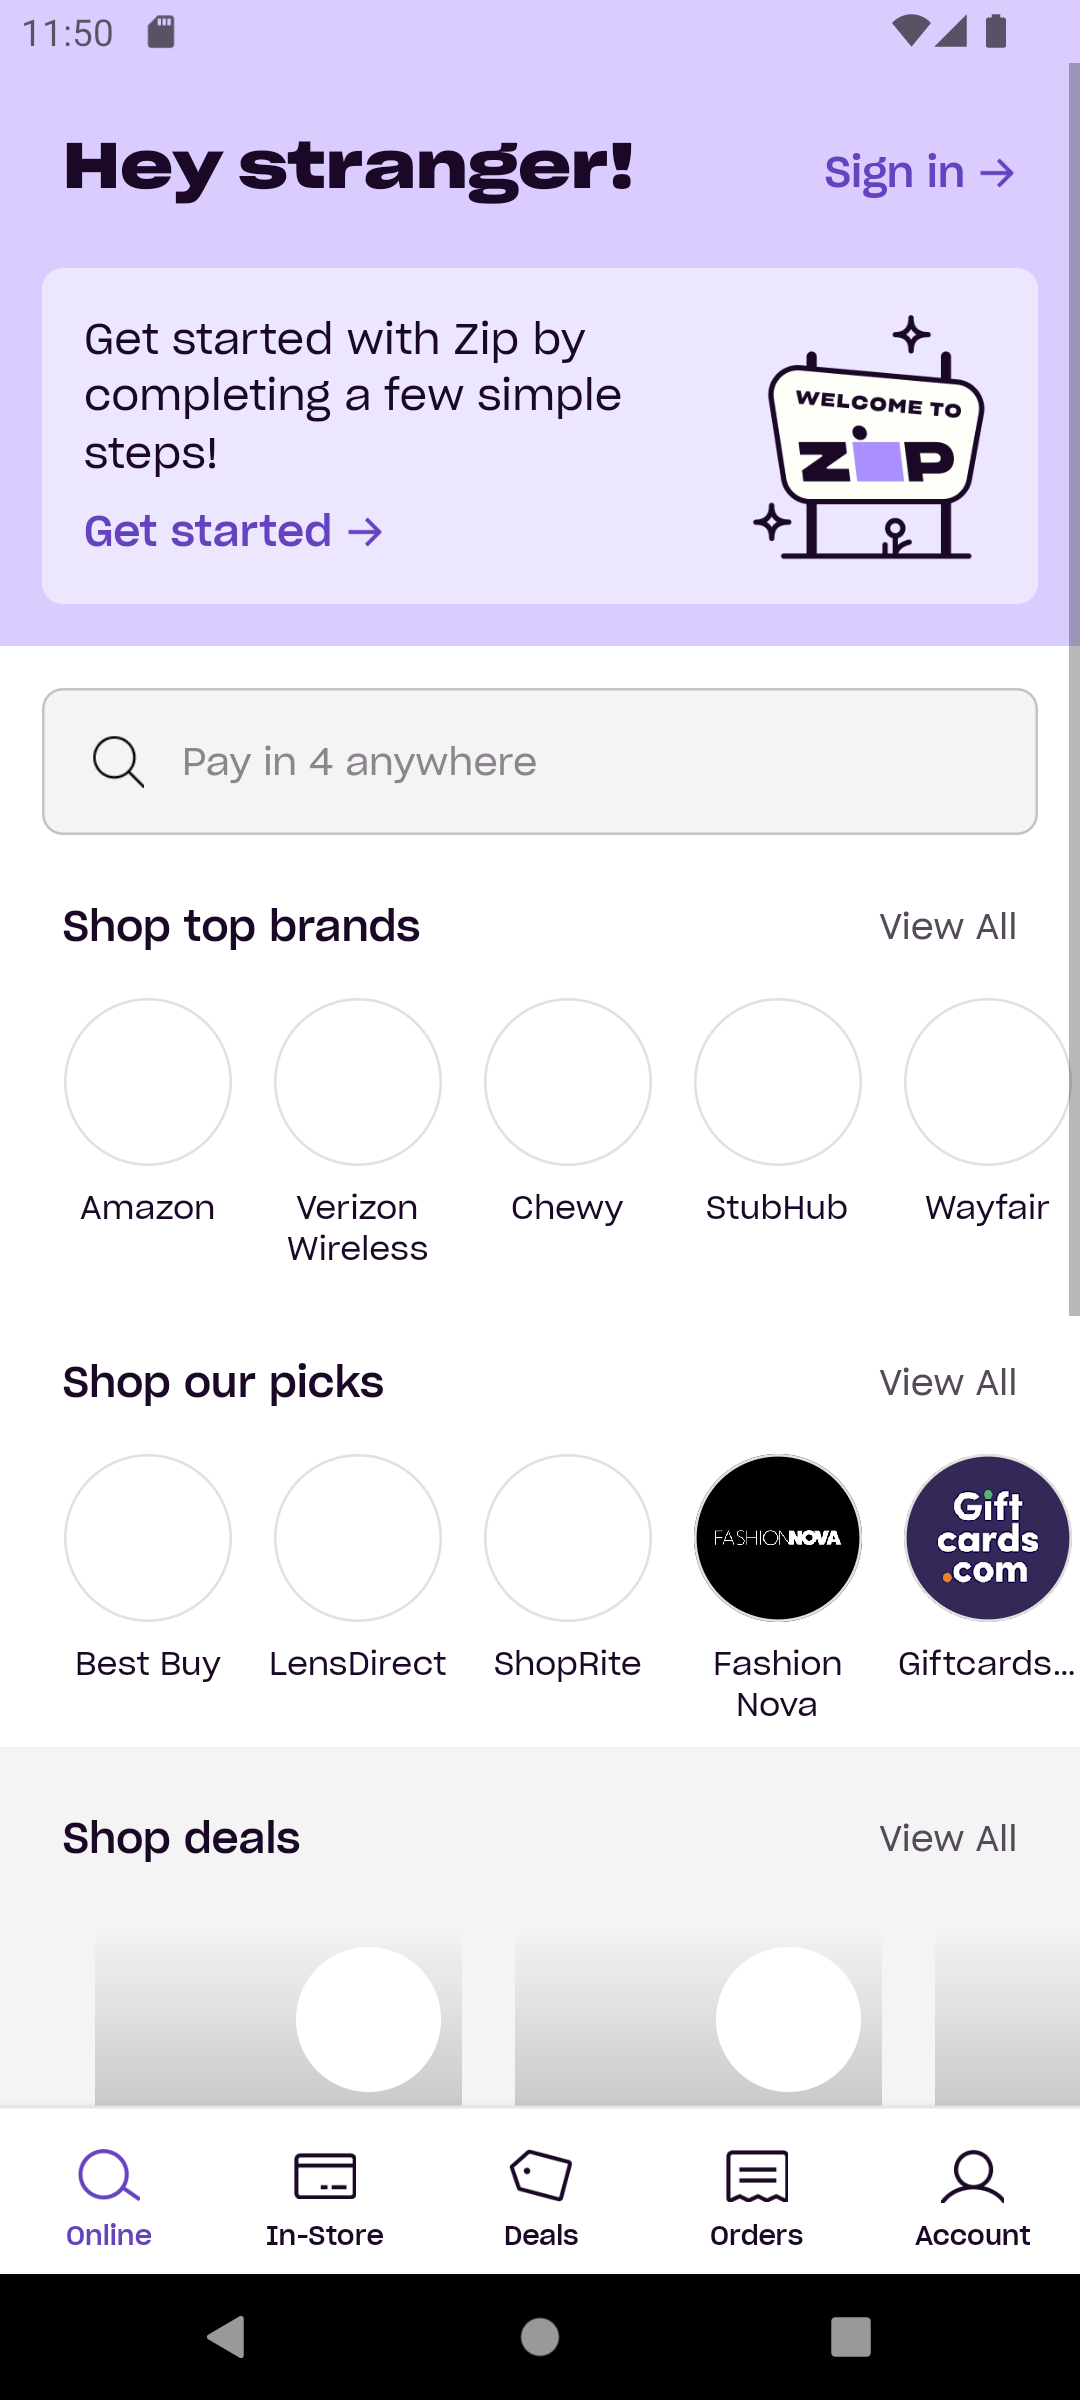 11:50
Hey stranger!
Sign in →
Get started with Zip by
completing a few simple
steps!
Get started →
WELCOME TO
ZIP
Pay in 4 anywhere
Shop top brands
View All
Amazon
Verizon
Wireless
Chewy
StubHub
Wayfair
Shop our picks
View All
FASHIONNOVA
Gift
cards
.com
Best Buy
LensDirect
ShopRite
Fashion
Nova
Giftcards...
Shop deals
View All
Online
In-Store
Deals
Orders
Account